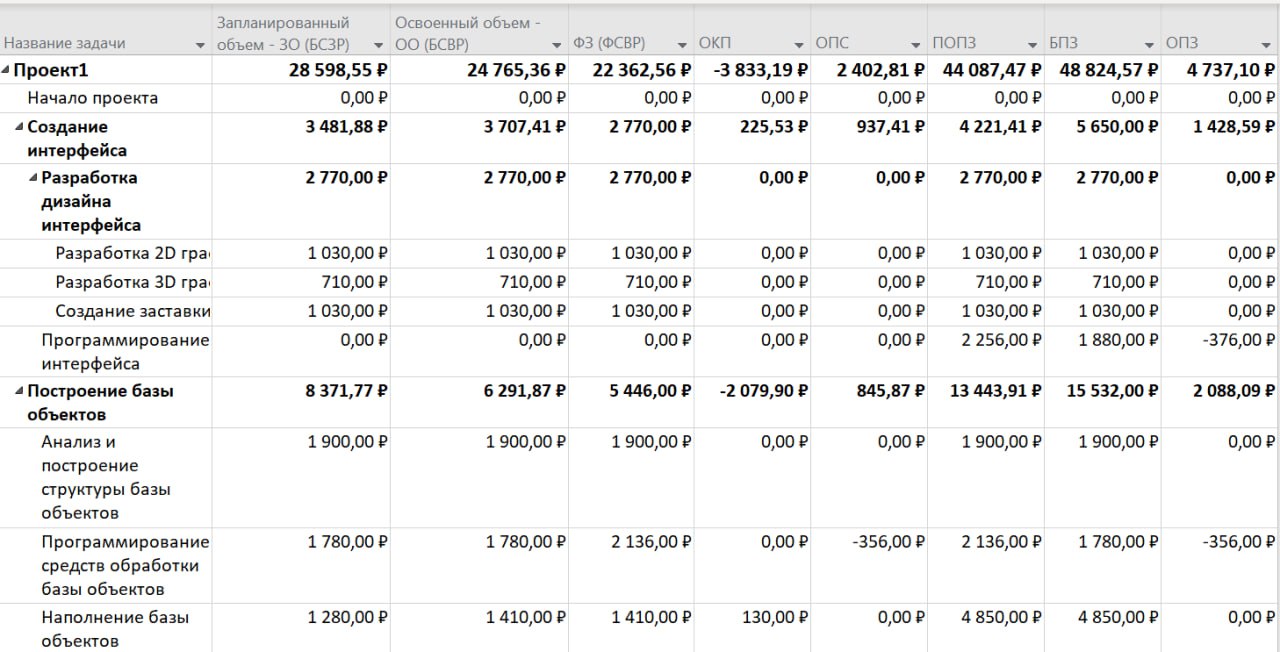 Название задачи Запланированный объем - ЗО (БСЗР) Освоенный объем - ОО (БСВР) ФЗ (ФСВР) ОКП ОПС ПОПЗ БПЗ ОПЗ
Проект1 28 598,55 ₽ 24 765,36 ₽ 22 362,56 ₽ -3 833,19 ₽ 2 402,81 ₽ 44 087,47 ₽ 48 824,57 ₽ 4 737,10 ₽
Начало проекта 0,00 ₽ 0,00 ₽ 0,00 ₽ 0,00 ₽ 0,00 ₽ 0,00 ₽ 0,00 ₽ 0,00 ₽
Создание 3 481,88 ₽ 3 707,41 ₽ 2 770,00 ₽ 225,53 ₽ 937,41 ₽ 4 221,41 ₽ 5 650,00 ₽ 1 428,59 ₽
интерфейса
Разработка 2 770,00 ₽ 2 770,00 ₽ 2 770,00 ₽ 0,00 ₽ 0,00 ₽ 2 770,00 ₽ 2 770,00 ₽ 0,00 ₽
дизайна
интерфейса
Разработка 2D гра 1 030,00 ₽ 1 030,00 ₽ 1 030,00 ₽ 0,00 ₽ 0,00 ₽ 1 030,00 ₽ 1 030,00 ₽ 0,00 ₽
Разработка 3D гра 710,00 ₽ 710,00 ₽ 710,00 ₽ 0,00 ₽ 0,00 ₽ 710,00 ₽ 710,00 ₽ 0,00 ₽
Создание заставки 1 030,00 ₽ 1 030,00 ₽ 1 030,00 ₽ 0,00 ₽ 0,00 ₽ 1 030,00 ₽ 1 030,00 ₽ 0,00 ₽
Программирование 0,00 ₽ 0,00 ₽ 0,00 ₽ 0,00 ₽ 0,00 ₽ 2 256,00 ₽ 1 880,00 ₽ -376,00 ₽
интерфейса
Построение базы 8 371,77 ₽ 6 291,87 ₽ 5 446,00 ₽ -2 079,90 ₽ 845,87 ₽ 13 443,91 ₽ 15 532,00 ₽ 2 088,09 ₽
объектов
Анализ и 1 900,00 ₽ 1 900,00 ₽ 1 900,00 ₽ 0,00 ₽ 0,00 ₽ 1 900,00 ₽ 1 900,00 ₽ 0,00 ₽
построение
структуры базы
объектов
Программирование 1 780,00 ₽ 1 780,00 ₽ 2 136,00 ₽ 0,00 ₽ -356,00 ₽ 2 136,00 ₽ 1 780,00 ₽ -356,00 ₽
средств обработки
базы объектов
Наполнение базы 1 280,00 ₽ 1 410,00 ₽ 1 410,00 ₽ 130,00 ₽ 0,00 ₽ 4 850,00 ₽ 4 850,00 ₽ 0,00 ₽
объектов